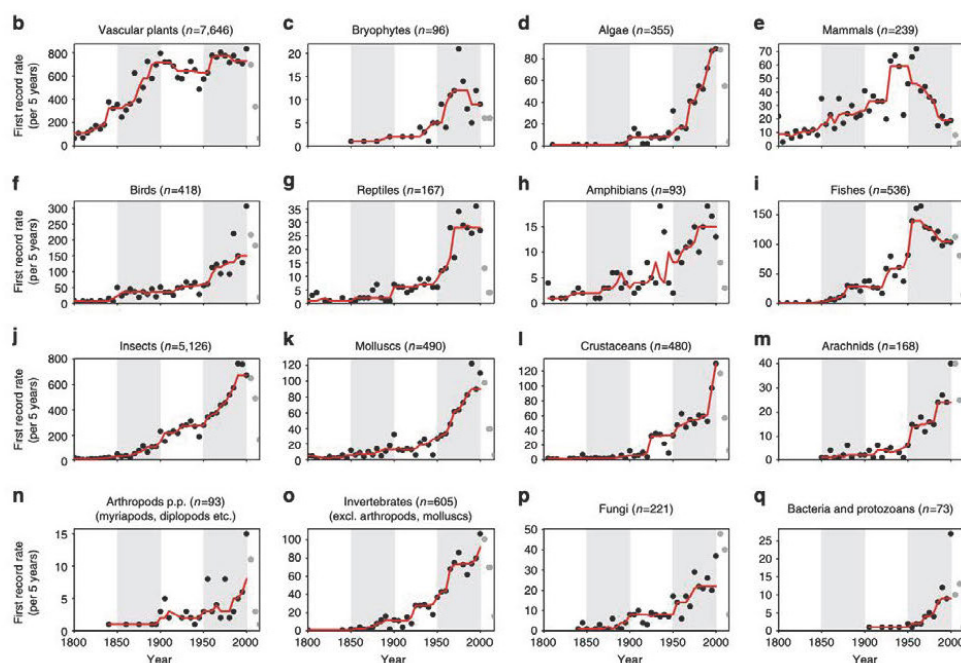 b Vascular plants (n=7,646)
c Bryophytes (n=96)
d Algae (n=355)
e Mammals (n=239)
First record rate
(per 5 years)
800
600
400
200
0
20
15
10
5
0
80
60
40
20
0
70
60
50
40
30
20
10
0
f Birds (n=418)
g Reptiles (n=167)
h Amphibians (n=93)
i Fishes (n=536)
First record rate
(per 5 years)
300
250
200
150
100
50
0
35
30
25
20
15
10
5
0
15
10
5
0
150
100
50
0
j Insects (n=5,126)
k Molluscs (n=490)
l Crustaceans (n=480)
m Arachnids (n=168)
First record rate
(per 5 years)
800
600
400
200
0
120
100
80
60
40
20
0
120
100
80
60
40
20
0
40
30
20
10
0
n Arthropods p.p. (n=93)
(myriapods, diplopods etc.)
o Invertebrates (n=605)
(excl. arthropods, molluscs)
p Fungi (n=221)
q Bacteria and protozoans (n=73)
First record rate
(per 5 years)
15
10
5
0
100
80
60
40
20
0
50
40
30
20
10
0
25
20
15
10
5
0
1800 1850 1900 1950 2000
1800 1850 1900 1950 2000
1800 1850 1900 1950 2000
1800 1850 1900 1950 2000
Year
Year
Year
Year